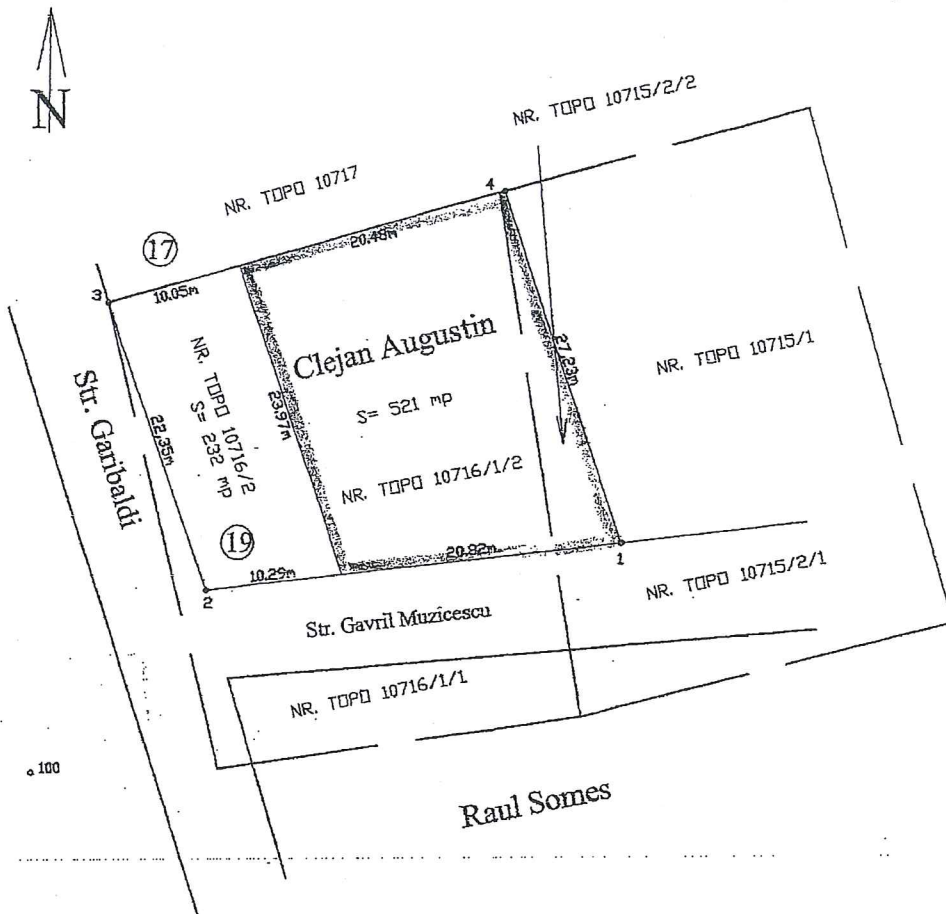 N
NR. TOPO 10715/2/2
NR. TOPO 10717
4
17
20.48m
3
10.05m
Clejan Augustin
NR. TOPO 10716/2
S= 232 mp
27.23m
NR. TOPO 10715/1
Str. Garibaldi
22.35m
23.97m
S= 521 mp
NR. TOPO 10716/1/2
19
20.82m
1
10.29m
2
NR. TOPO 10715/2/1
Str. Gavril Muzicescu
NR. TOPO 10716/1/1
100
Raul Somes